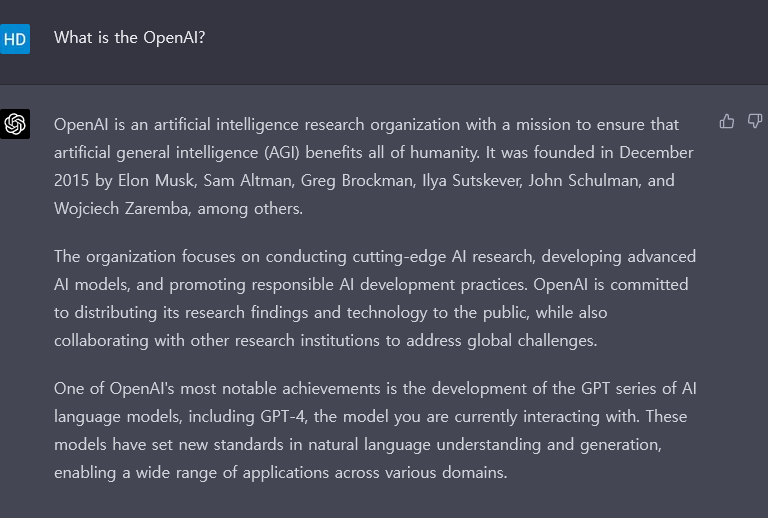 HD
What is the OpenAI?
OpenAI is an artificial intelligence research organization with a mission to ensure that
artificial general intelligence (AGI) benefits all of humanity. It was founded in December
2015 by Elon Musk, Sam Altman, Greg Brockman, Ilya Sutskever, John Schulman, and
Wojciech Zaremba, among others.
The organization focuses on conducting cutting-edge AI research, developing advanced
AI models, and promoting responsible AI development practices. OpenAI is committed
to distributing its research findings and technology to the public, while also
collaborating with other research institutions to address global challenges.
One of OpenAI's most notable achievements is the development of the GPT series of AI
language models, including GPT-4, the model you are currently interacting with. These
models have set new standards in natural language understanding and generation,
enabling a wide range of applications across various domains.